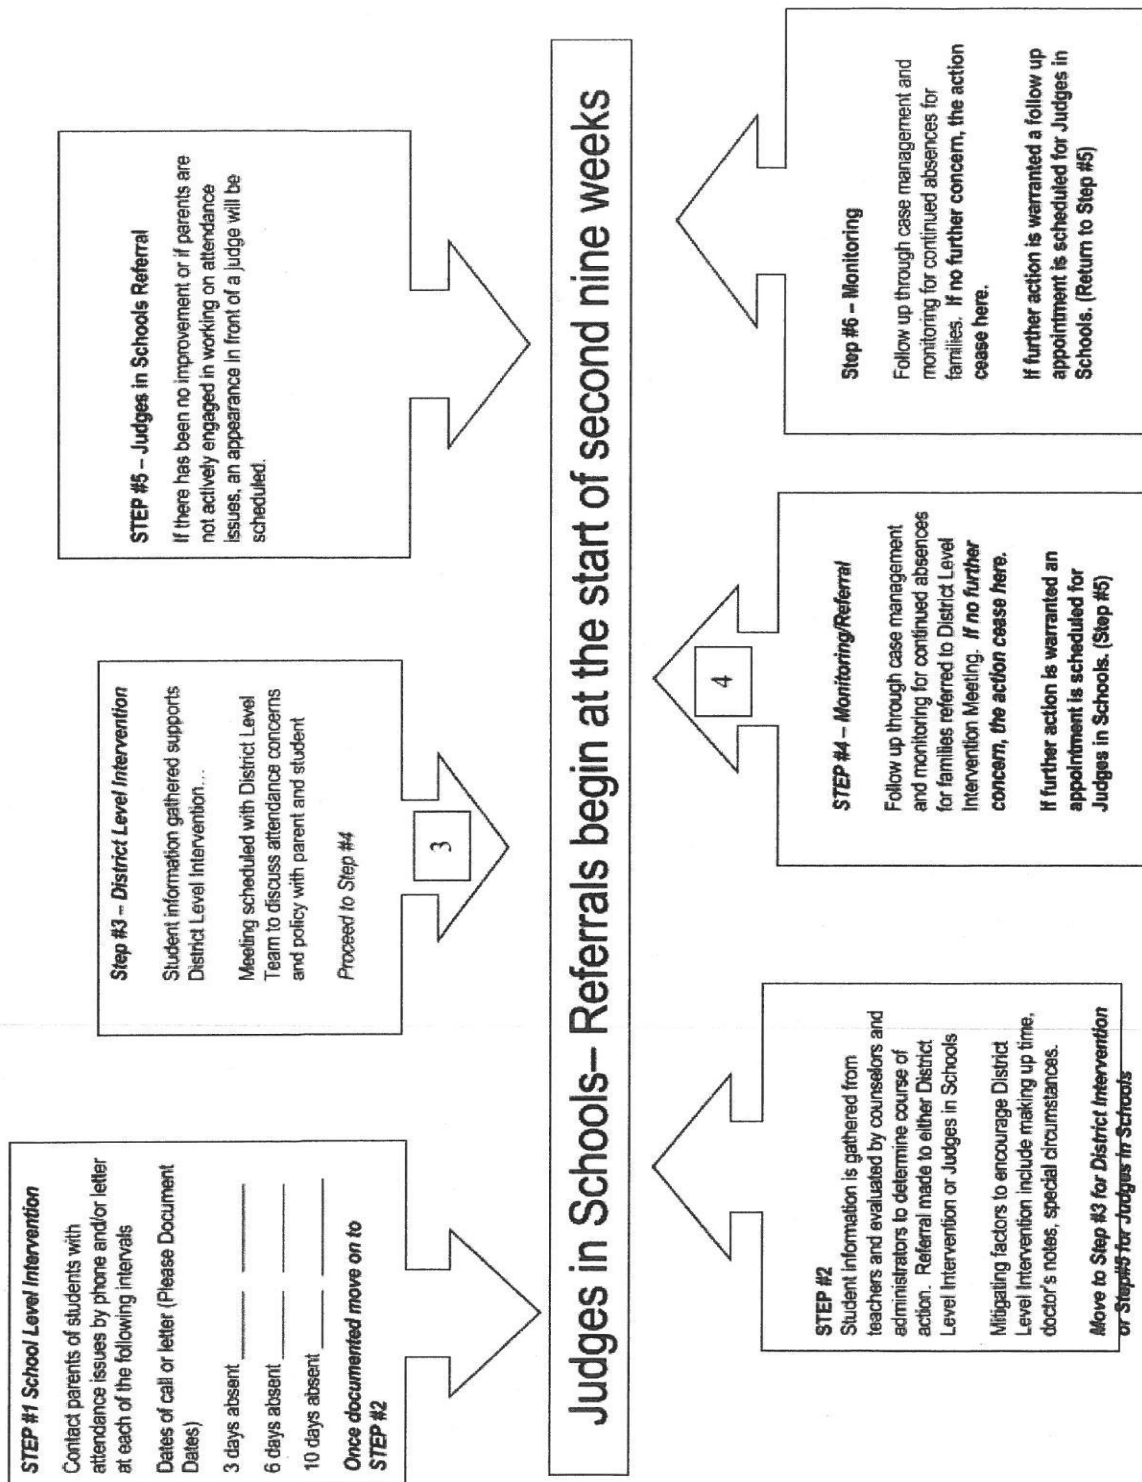 STEP #1 School Level Intervention
Contact parents of students with
attendance issues by phone and/or letter
at each of the following intervals
Dates of call or letter (Please Document
Dates)
3 days absent ______ ______
6 days absent ______ ______
10 days absent ______ ______
Once documented move on to
STEP #2
Step #3 – District Level Intervention
Student information gathered supports
District Level Intervention...
Meeting scheduled with District Level
Team to discuss attendance concerns
and policy with parent and student
Proceed to Step #4
3
STEP #5 – Judges in Schools Referral
If there has been no improvement or if parents are
not actively engaged in working on attendance
issues, an appearance in front of a judge will be
scheduled.
Judges in Schools– Referrals begin at the start of second nine weeks
STEP #2
Student information is gathered from
teachers and evaluated by counselors and
administrators to determine course of
action. Referral made to either District
Level Intervention or Judges in Schools
Mitigating factors to encourage District
Level Intervention include making up time,
doctor's notes, special circumstances.
Move to Step #3 for District Intervention
or Step#5 for Judges in Schools
4
STEP #4 – Monitoring/Referral
Follow up through case management
and monitoring for continued absences
for families referred to District Level
Intervention Meeting. If no further
concern, the action cease here.
If further action is warranted an
appointment is scheduled for
Judges in Schools. (Step #5)
Step #6 – Monitoring
Follow up through case management and
monitoring for continued absences for
families. If no further concern, the action
cease here.
If further action is warranted a follow up
appointment is scheduled for Judges in
Schools. (Return to Step #5)